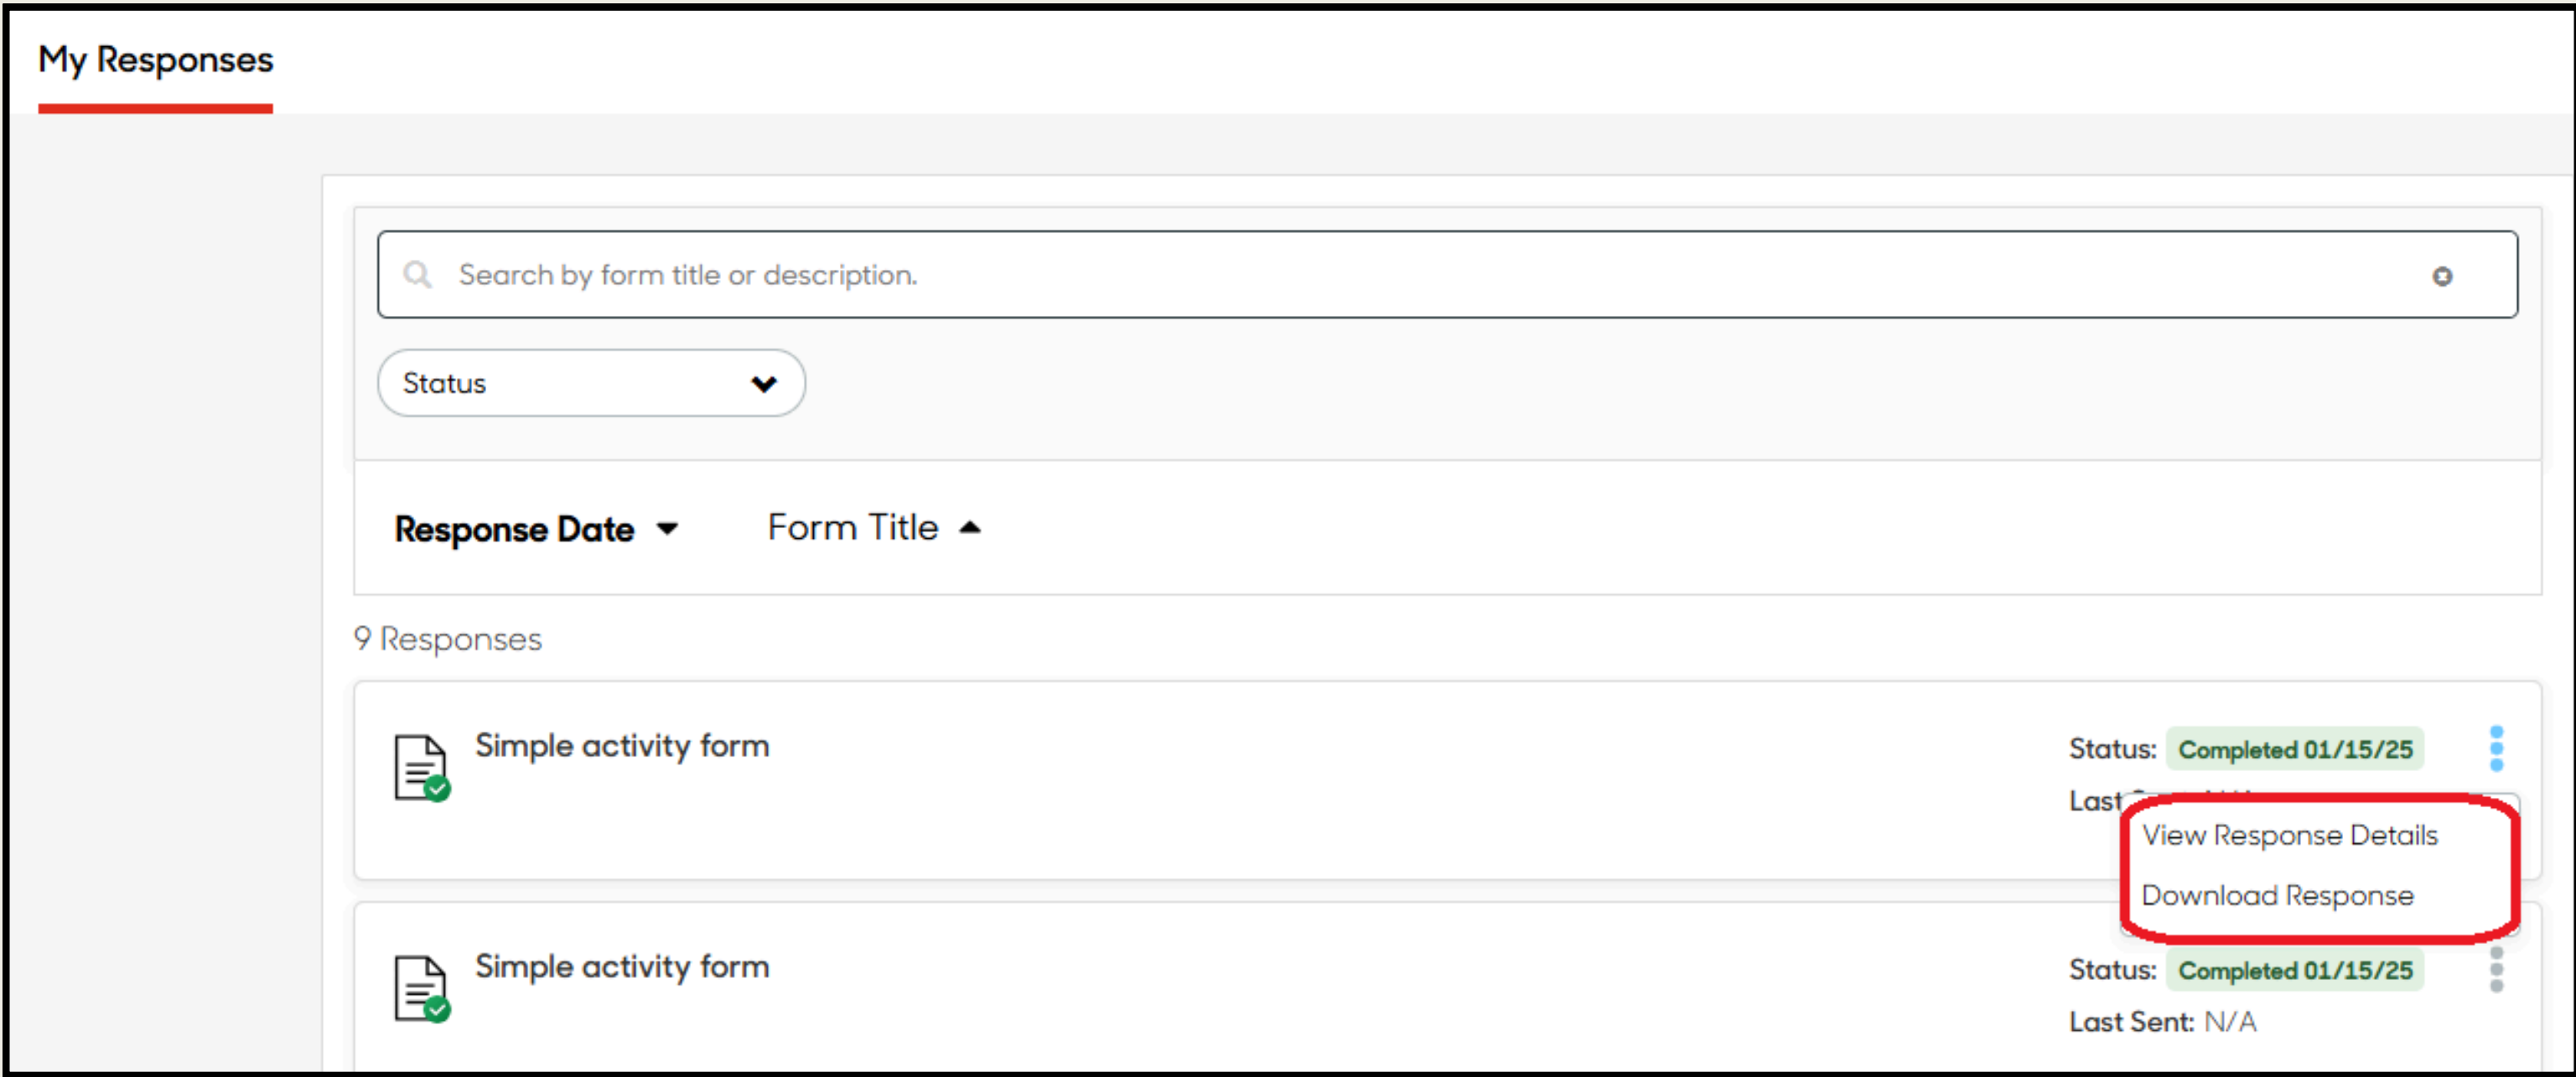 My Responses
Search by form title or description.
Status
Response Date Form Title
9 Responses
Simple activity form
Status: Completed 01/15/25
Last
View Response Details
Download Response
Simple activity form
Status: Completed 01/15/25
Last Sent: N/A